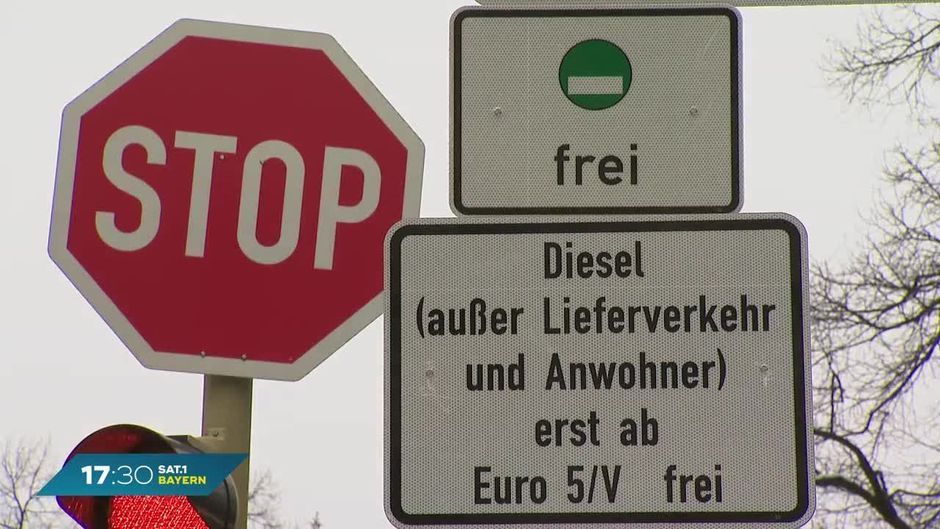 STOP
frei
Diesel
(außer Lieferverkehr
und Anwohner)
erst ab
Euro 5/V frei
17:30 SAT.1
BAYERN